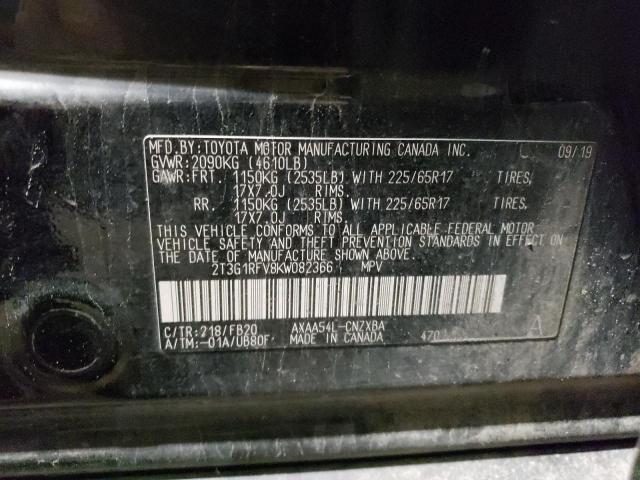 MFD.BY:TOYOTA MOTOR MANUFACTURING CANADA INC. 09/19
GVWR:2090KG (4610LB)
GAWR:FRT. 1150KG (2535LB) WITH 225/65R17 TIRES,
17X7.0J RIMS,
RR. 1150KG (2535LB) WITH 225/65R17 TIRES,
17X7.0J RIMS.
THIS VEHICLE CONFORMS TO ALL APPLICABLE FEDERAL MOTOR
VEHICLE SAFETY AND THEFT PREVENTION STANDARDS IN EFFECT ON
THE DATE OF MANUFACTURE SHOWN ABOVE.
2T3G1RFV8KW082366 MPV
C/TR:218/FB20 AXAA54L-CNZXBA A
A/TM:-01A/UB80F MADE IN CANADA